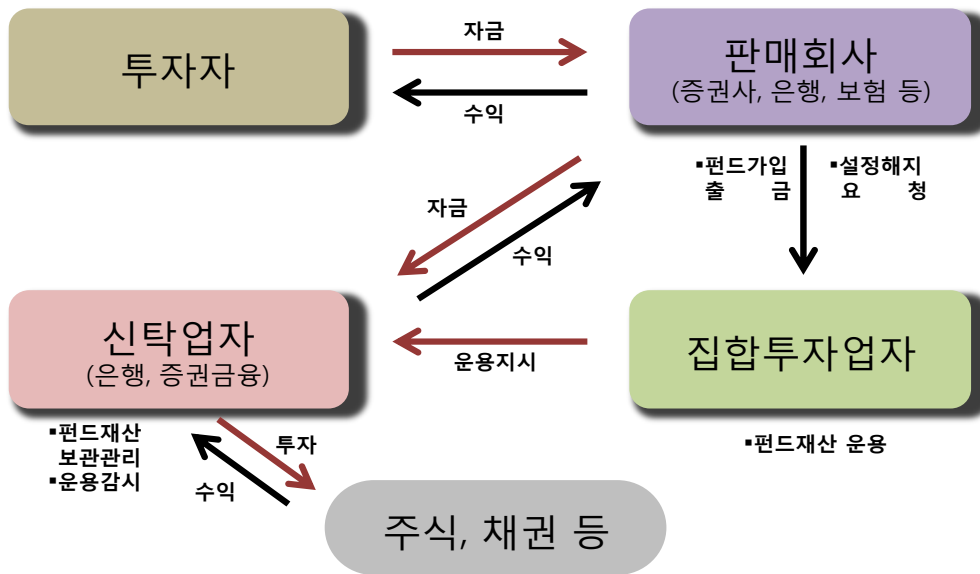 투자자
자금
수익
판매회사
(증권사, 은행, 보험 등)
▪펀드가입
출 금
▪설정해지
요 청
자금
수익
신탁업자
(은행, 증권금융)
운용지시
집합투자업자
▪펀드재산
보관관리
▪운용감시
투자
수익
▪펀드재산 운용
주식, 채권 등